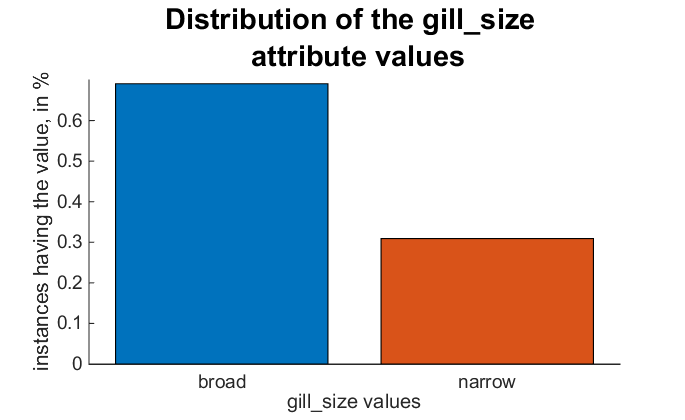 Distribution of the gill_size
attribute values
instances having the value, in %
0.6
0.5
0.4
0.3
0.2
0.1
0
broad
narrow
gill_size values